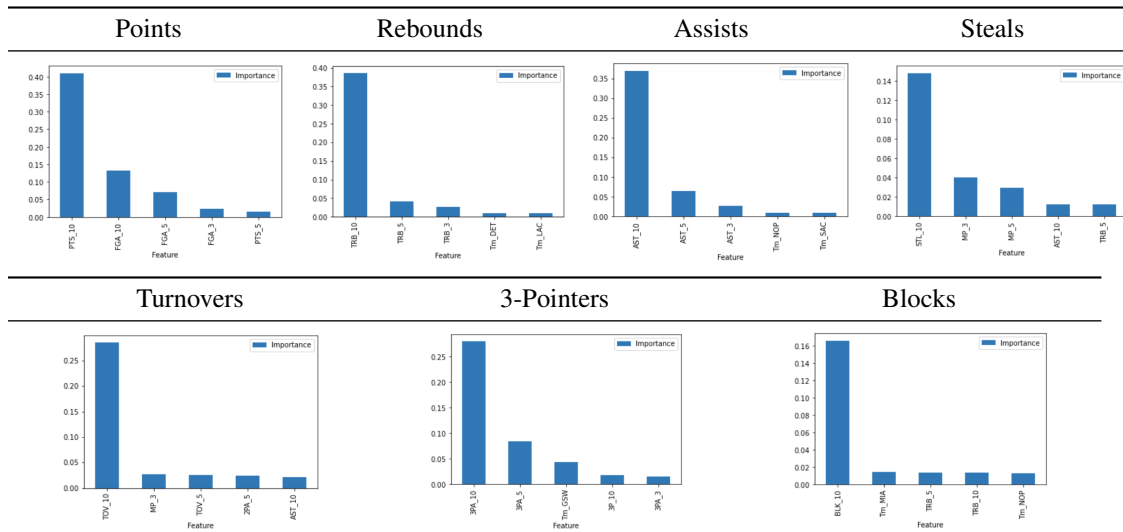 Points Rebounds Assists Steals
Importance
0.40
0.35
0.30
0.25
0.20
0.15
0.10
0.05
0.00
PTS_10 FGA_10 FGA_5 FGA_3 PTS_5
Feature
Importance
0.40
0.35
0.30
0.25
0.20
0.15
0.10
0.05
0.00
TRB_10 TRB_5 TRB_3 Tm_DET Tm_LAC
Feature
Importance
0.35
0.30
0.25
0.20
0.15
0.10
0.05
0.00
AST_10 AST_5 AST_3 Tm_NOP Tm_SAC
Feature
Importance
0.14
0.12
0.10
0.08
0.06
0.04
0.02
0.00
STL_10 MP_3 MP_5 AST_10 TRB_5
Feature
Turnovers 3-Pointers Blocks
Importance
0.25
0.20
0.15
0.10
0.05
0.00
TOV_10 MP_3 TOV_5 2PA_5 AST_10
Feature
Importance
0.25
0.20
0.15
0.10
0.05
0.00
3PA_10 3PA_5 Tm_GSW 3P_10 3PA_3
Feature
Importance
0.16
0.14
0.12
0.10
0.08
0.06
0.04
0.02
0.00
BLK_10 Tm_MIA TRB_5 TRB_10 Tm_NOP
Feature